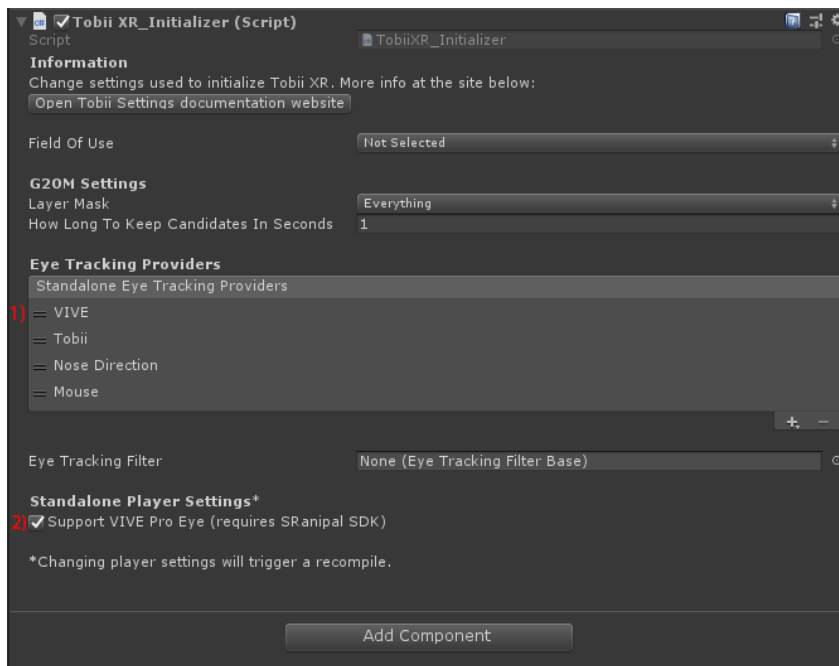 Tobii XR_Initializer (Script)
Script TobiiXR_Initializer
Information
Change settings used to initialize Tobii XR. More info at the site below:
Open Tobii Settings documentation website
Field Of Use Not Selected
G2OM Settings
Layer Mask Everything
How Long To Keep Candidates In Seconds 1
Eye Tracking Providers
Standalone Eye Tracking Providers
1) = VIVE
= Tobii
= Nose Direction
= Mouse
+ −
Eye Tracking Filter None (Eye Tracking Filter Base)
Standalone Player Settings*
2) Support VIVE Pro Eye (requires SRanipal SDK)
*Changing player settings will trigger a recompile.
Add Component